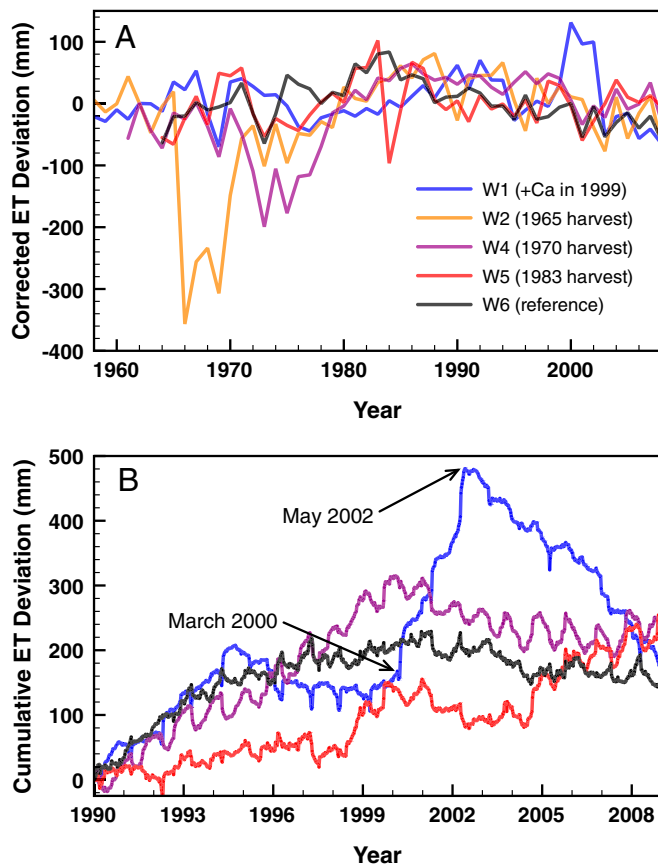 A
Corrected ET Deviation (mm)
100
0
-100
-200
-300
-400
W1 (+Ca in 1999)
W2 (1965 harvest)
W4 (1970 harvest)
W5 (1983 harvest)
W6 (reference)
1960 1970 1980 1990 2000
Year
B
Cumulative ET Deviation (mm)
500
400
300
200
100
0
May 2002
March 2000
1990 1993 1996 1999 2002 2005 2008
Year